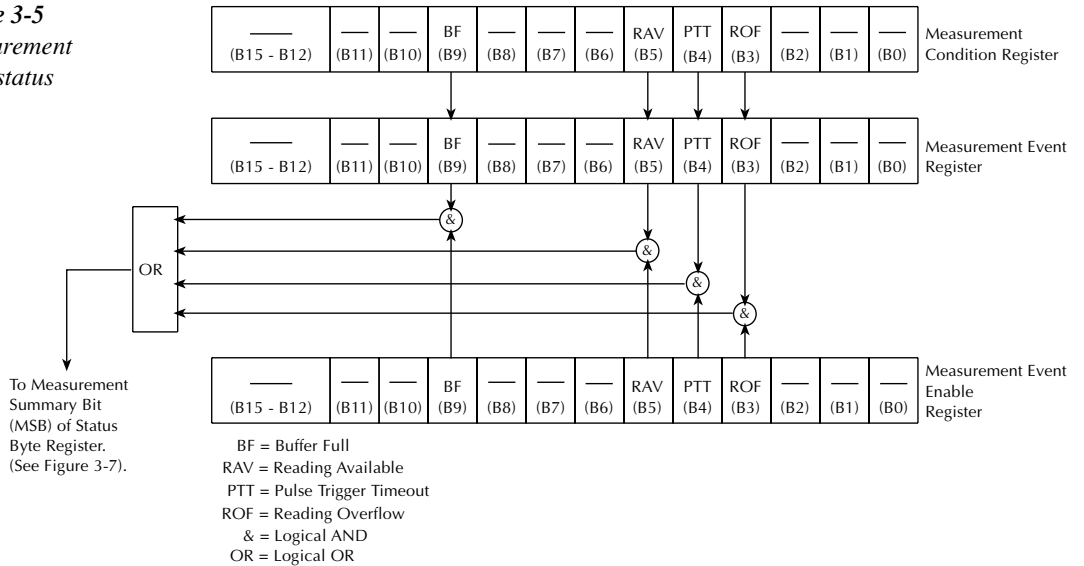 e 3-5
urement
status
BF RAV PTT ROF
(B15 - B12) (B11) (B10) (B9) (B8) (B7) (B6) (B5) (B4) (B3) (B2) (B1) (B0)
Measurement
Condition Register
BF RAV PTT ROF
(B15 - B12) (B11) (B10) (B9) (B8) (B7) (B6) (B5) (B4) (B3) (B2) (B1) (B0)
Measurement Event
Register
&
&
OR
&
&
BF RAV PTT ROF
(B15 - B12) (B11) (B10) (B9) (B8) (B7) (B6) (B5) (B4) (B3) (B2) (B1) (B0)
Measurement Event
Enable
Register
To Measurement
Summary Bit
(MSB) of Status
Byte Register.
(See Figure 3-7).
BF = Buffer Full
RAV = Reading Available
PTT = Pulse Trigger Timeout
ROF = Reading Overflow
& = Logical AND
OR = Logical OR